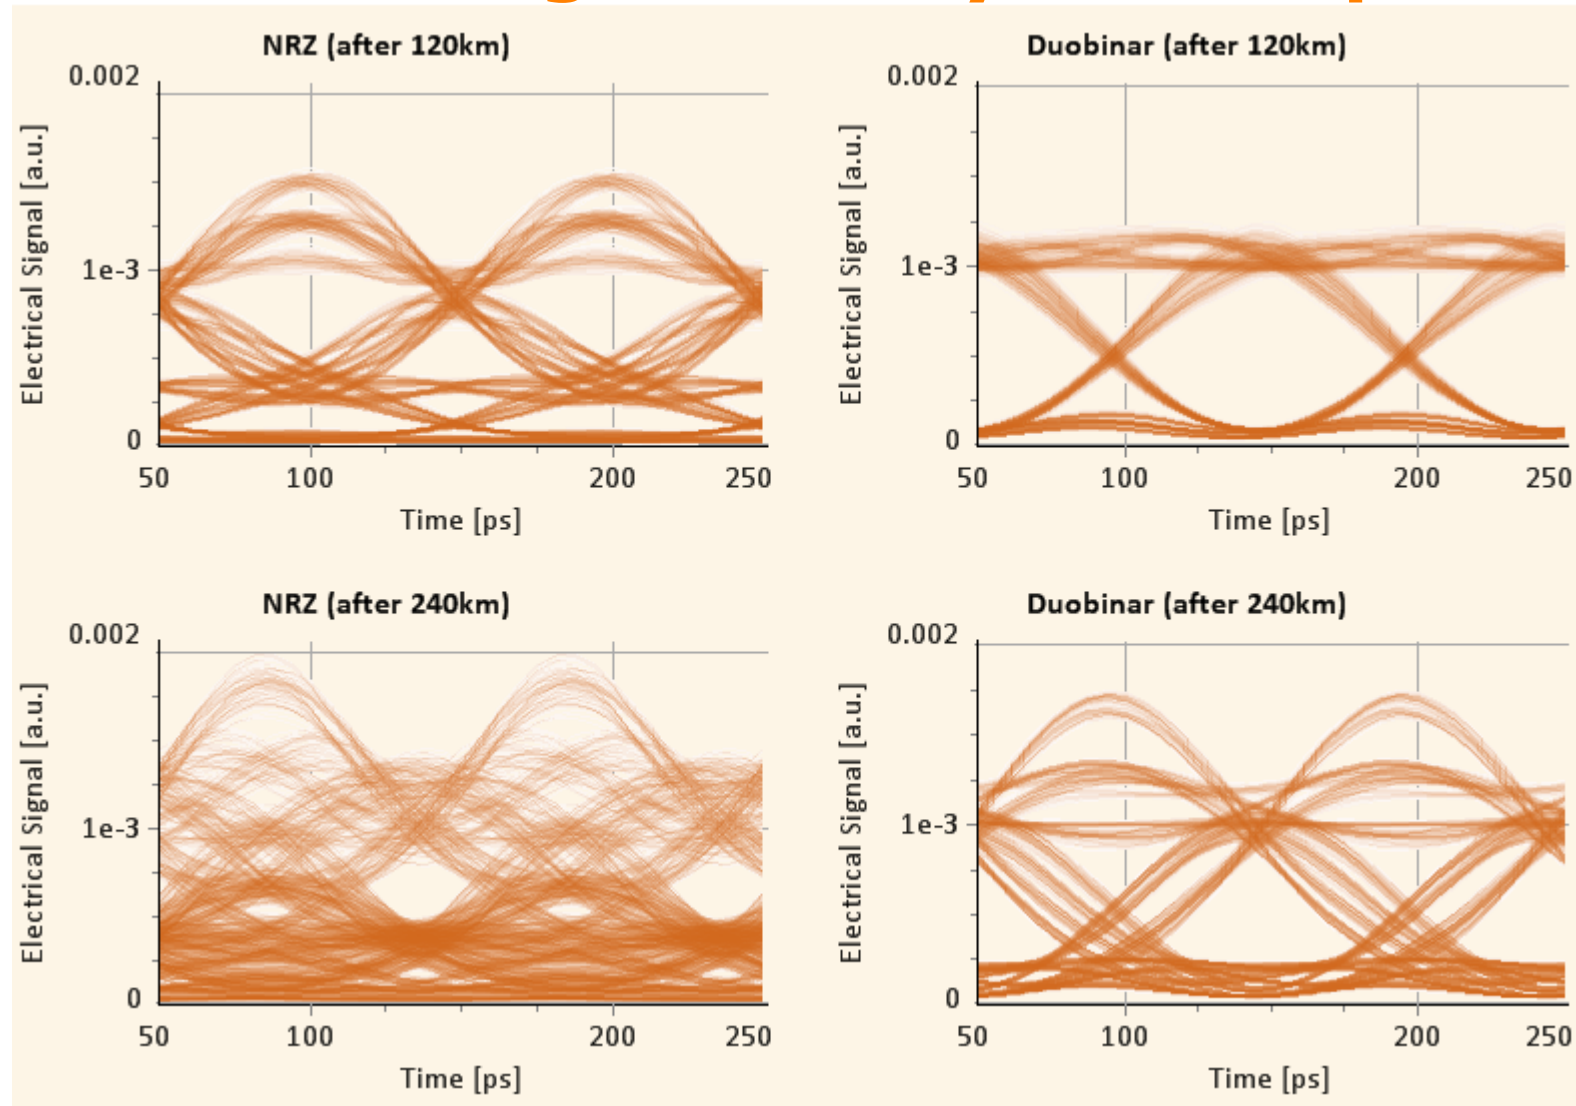 NRZ (after 120km)
0.002
1e-3
0
Electrical Signal [a.u.]
50 100 200 250
Time [ps]
Duobinar (after 120km)
0.002
1e-3
0
Electrical Signal [a.u.]
50 100 200 250
Time [ps]
NRZ (after 240km)
0.002
1e-3
0
Electrical Signal [a.u.]
50 100 200 250
Time [ps]
Duobinar (after 240km)
0.002
1e-3
0
Electrical Signal [a.u.]
50 100 200 250
Time [ps]